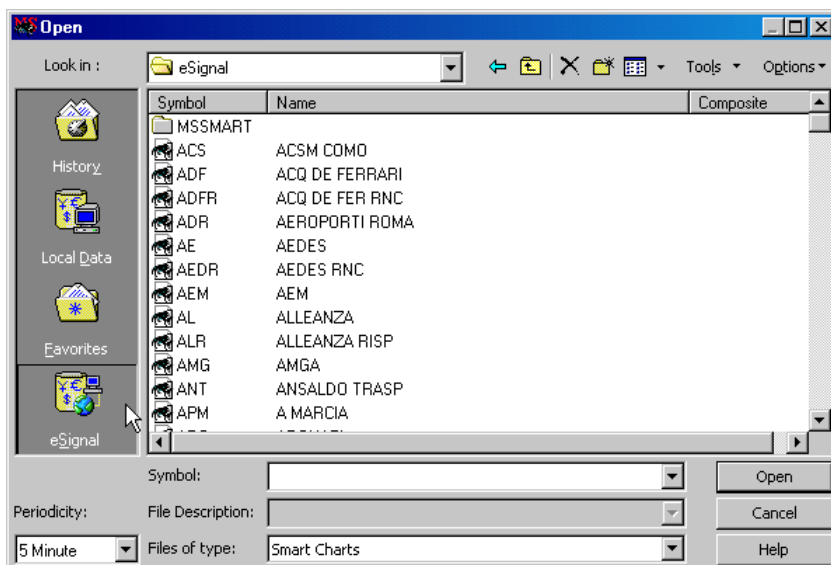 MS Open
Look in : eSignal Tools Options
Symbol Name Composite
MSSMART
ACS ACSM COMO
ADF ACQ DE FERRARI
ADFR ACQ DE FER RNC
ADR AEROPORTI ROMA
AE AEDES
AEDR AEDES RNC
AEM AEM
AL ALLEANZA
ALR ALLEANZA RISP
AMG AMGA
ANT ANSALDO TRASP
APM A MARCIA
History
Local Data
Favorites
eSignal
Symbol: Open
Periodicity: File Description: Cancel
5 Minute Files of type: Smart Charts Help